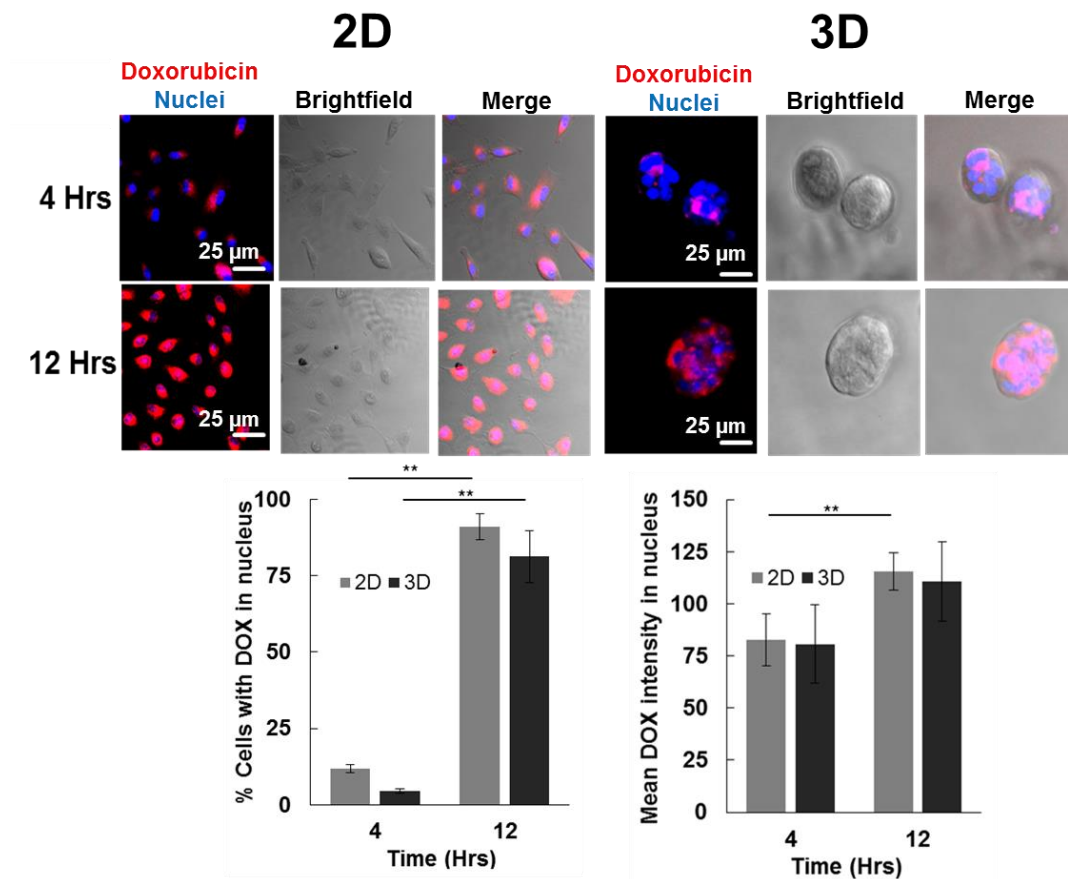 2D
3D
Doxorubicin
Nuclei
Brightfield
Merge
Doxorubicin
Nuclei
Brightfield
Merge
4 Hrs
25 µm
25 µm
12 Hrs
25 µm
25 µm
% Cells with DOX in nucleus
100
75
50
25
0
**
**
2D 3D
4 12
Time (Hrs)
Mean DOX intensity in nucleus
150
125
100
75
50
25
0
**
2D 3D
4 12
Time (Hrs)